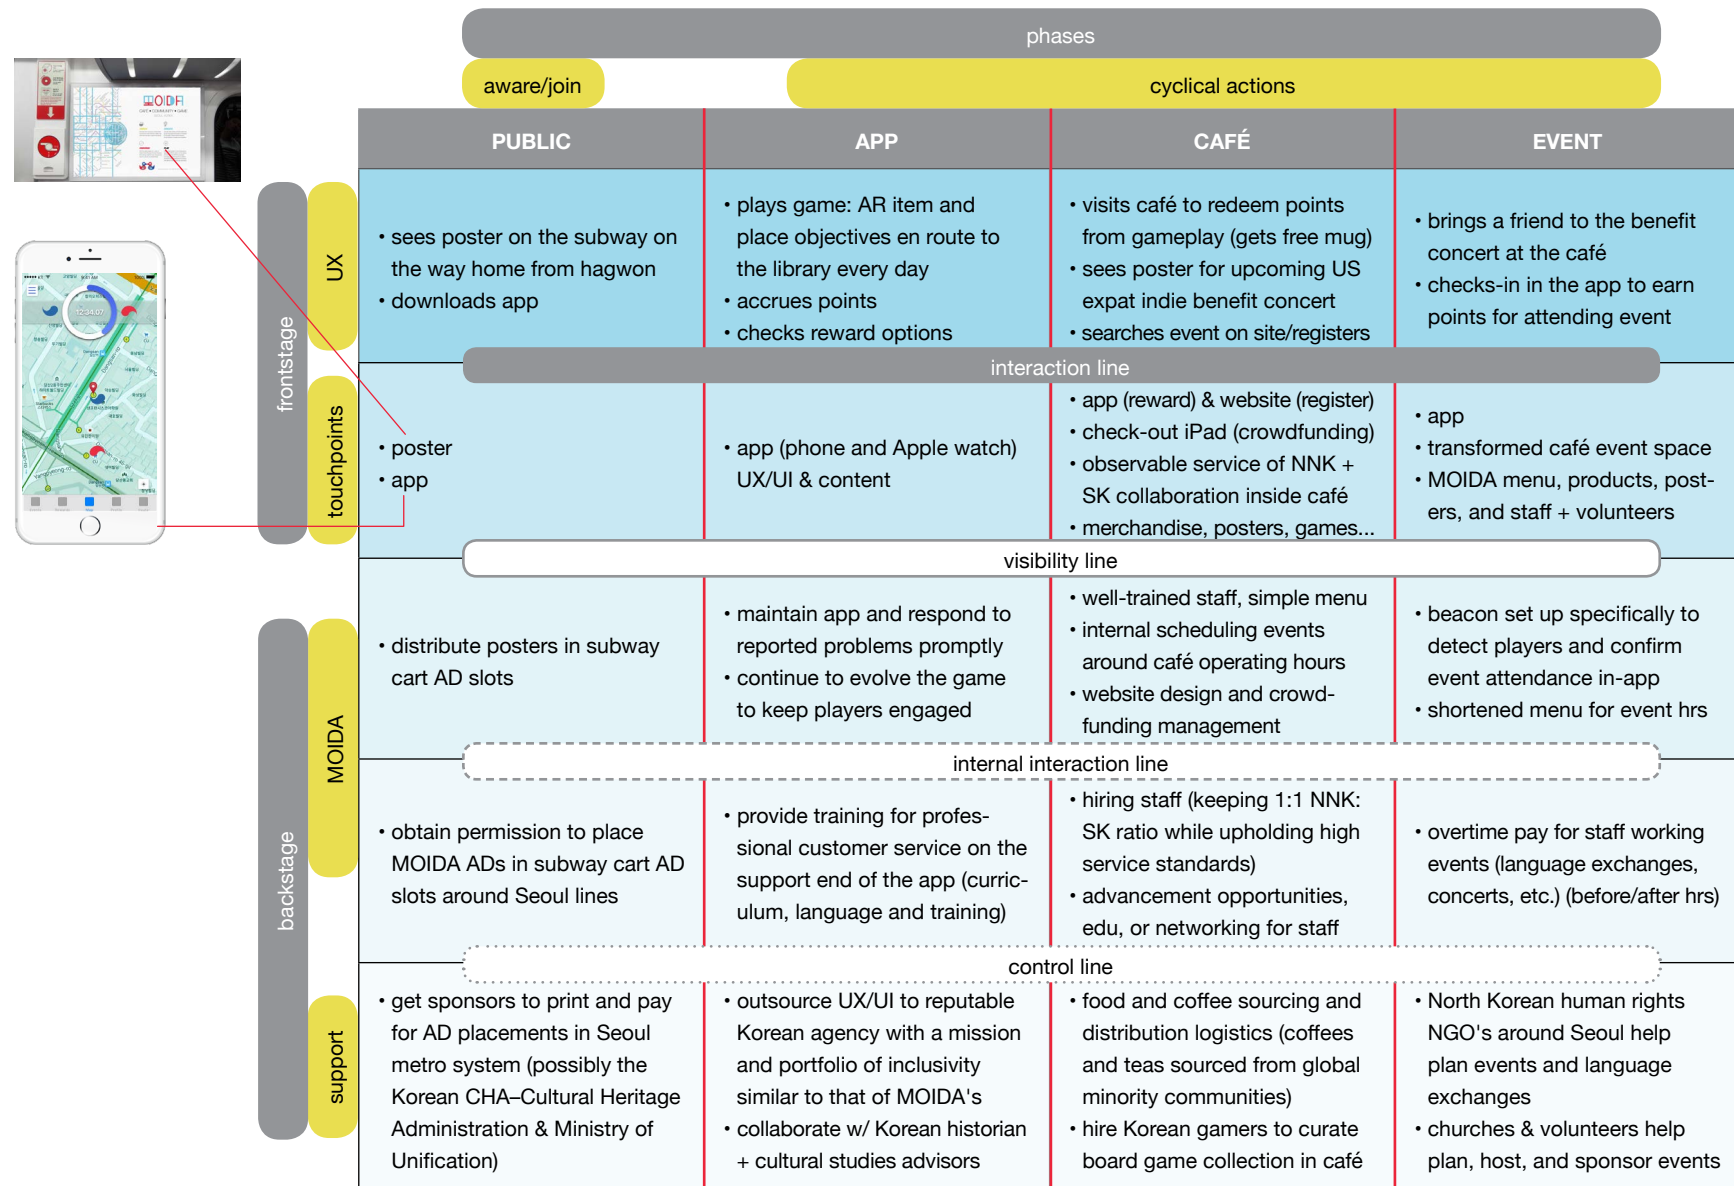 phases
aware/join
cyclical actions
PUBLIC
APP
CAFÉ
EVENT
frontstage
UX
• sees poster on the subway on
the way home from hagwon
• downloads app
• plays game: AR item and
place objectives en route to
the library every day
• accrues points
• checks reward options
• visits café to redeem points
from gameplay (gets free mug)
• sees poster for upcoming US
expat indie benefit concert
• searches event on site/registers
• brings a friend to the benefit
concert at the café
• checks-in in the app to earn
points for attending event
interaction line
touchpoints
• poster
• app
• app (phone and Apple watch)
UX/UI & content
• app (reward) & website (register)
• check-out iPad (crowdfunding)
• observable service of NNK +
SK collaboration inside café
• merchandise, posters, games...
• app
• transformed café event space
• MOIDA menu, products, post-
ers, and staff + volunteers
visibility line
backstage
MOIDA
• distribute posters in subway
cart AD slots
• maintain app and respond to
reported problems promptly
• continue to evolve the game
to keep players engaged
• well-trained staff, simple menu
• internal scheduling events
around café operating hours
• website design and crowd-
funding management
• beacon set up specifically to
detect players and confirm
event attendance in-app
• shortened menu for event hrs
internal interaction line
• obtain permission to place
MOIDA ADs in subway cart AD
slots around Seoul lines
• provide training for profes-
sional customer service on the
support end of the app (curric-
ulum, language and training)
• hiring staff (keeping 1:1 NNK:
SK ratio while upholding high
service standards)
• advancement opportunities,
edu, or networking for staff
• overtime pay for staff working
events (language exchanges,
concerts, etc.) (before/after hrs)
control line
support
• get sponsors to print and pay
for AD placements in Seoul
metro system (possibly the
Korean CHA–Cultural Heritage
Administration & Ministry of
Unification)
• outsource UX/UI to reputable
Korean agency with a mission
and portfolio of inclusivity
similar to that of MOIDA's
• collaborate w/ Korean historian
+ cultural studies advisors
• food and coffee sourcing and
distribution logistics (coffees
and teas sourced from global
minority communities)
• hire Korean gamers to curate
board game collection in café
• North Korean human rights
NGO's around Seoul help
plan events and language
exchanges
• churches & volunteers help
plan, host, and sponsor events
MOIDA
12:34:07